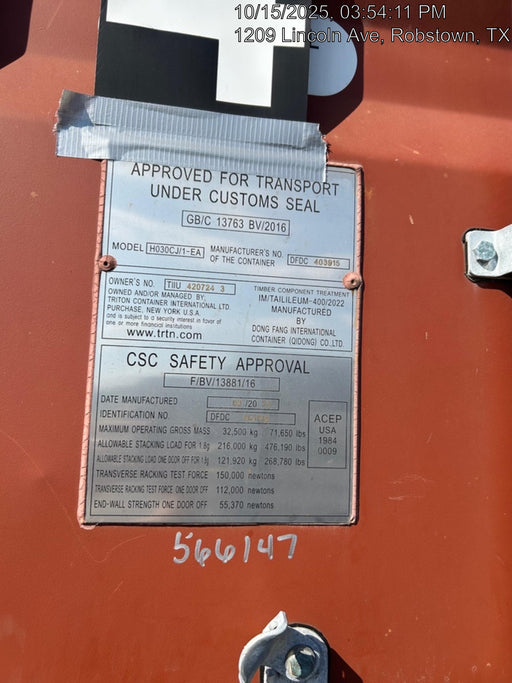 10/15/2025, 03:54:11 PM
1209 Lincoln Ave, Robstown, TX
APPROVED FOR TRANSPORT
UNDER CUSTOMS SEAL
GB/C 13763 BV/2016
MODEL H030CJ/1-EA MANUFACTURER'S NO. OF THE CONTAINER DFDC 403915
OWNER'S NO. TIIU 420724 3
OWNED AND/OR MANAGED BY;
TRITON CONTAINER INTERNATIONAL LTD.
PURCHASE, NEW YORK U.S.A
and is subject to a security interest in favor of
one or more financial institutions
www.trtn.com
TIMBER COMPONENT TREATMENT
IM/TAILILEUM-400/2022
MANUFACTURED
BY
DONG FANG INTERNATIONAL
CONTAINER (QIDONG) CO.,LTD.
CSC SAFETY APPROVAL
F/BV/13881/16
DATE MANUFACTURED /20
IDENTIFICATION NO. DFDC
MAXIMUM OPERATING GROSS MASS 32,500 kg 71,650 lbs
ALLOWABLE STACKING LOAD FOR 1.8g 216,000 kg 476,190 lbs
ALLOWABLE STACKING LOAD ONE DOOR OFF FOR 1.8g 121,920 kg 268,780 lbs
TRANSVERSE RACKING TEST FORCE 150,000 newtons
TRANSVERSE RACKING TEST FORCE ONE DOOR OFF 112,000 newtons
END-WALL STRENGTH ONE DOOR OFF 55,370 newtons
ACEP
USA
1984
0009
566147